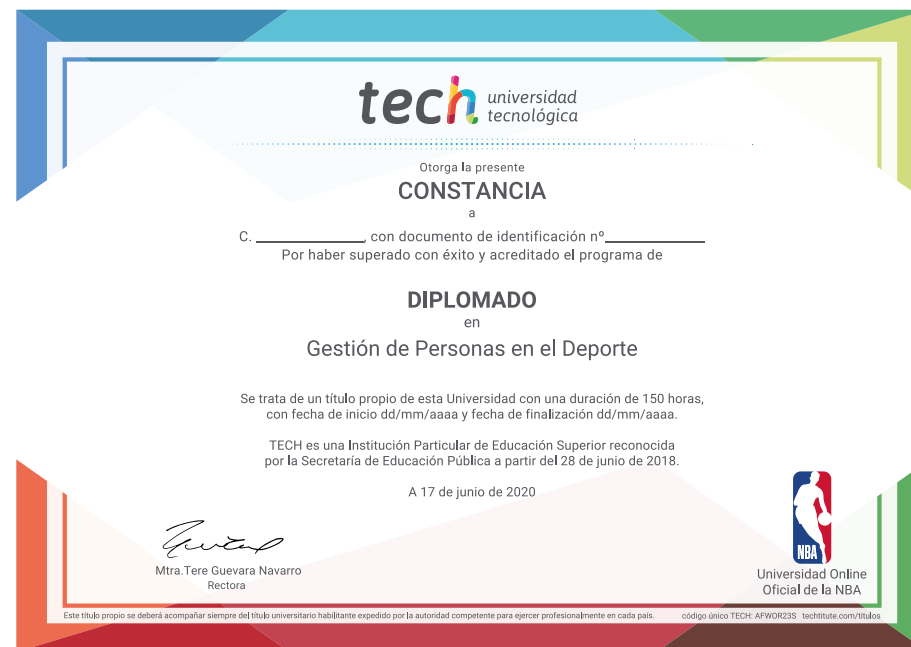 tech universidad
tecnológica
Otorga la presente
CONSTANCIA
a
C. ______________, con documento de identificación nº____________
Por haber superado con éxito y acreditado el programa de
DIPLOMADO
en
Gestión de Personas en el Deporte
Se trata de un título propio de esta Universidad con una duración de 150 horas,
con fecha de inicio dd/mm/aaaa y fecha de finalización dd/mm/aaaa.
TECH es una Institución Particular de Educación Superior reconocida
por la Secretaría de Educación Pública a partir del 28 de junio de 2018.
A 17 de junio de 2020
Mtra.Tere Guevara Navarro
Rectora
NBA
Universidad Online
Oficial de la NBA
Este título propio se deberá acompañar siempre del título universitario habilitante expedido por la autoridad competente para ejercer profesionalmente en cada país.
código único TECH: AFWOR23S techtitute.com/titulos